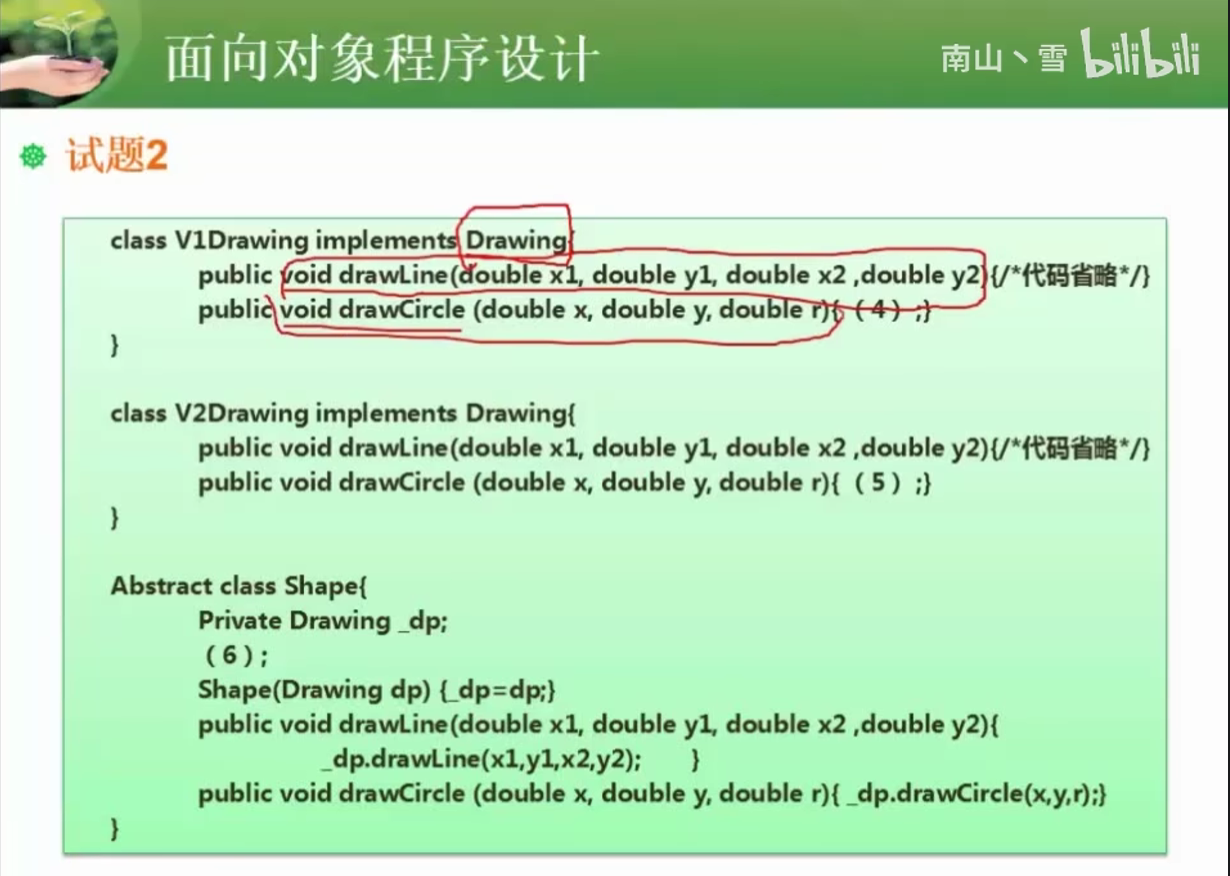 面向对象程序设计
南山丶雪 bilibili
试题2
class V1Drawing implements Drawing{
public void drawLine(double x1, double y1, double x2 ,double y2){/*代码省略*/}
public void drawCircle (double x, double y, double r){（4）;}
}
class V2Drawing implements Drawing{
public void drawLine(double x1, double y1, double x2 ,double y2){/*代码省略*/}
public void drawCircle (double x, double y, double r){（5）;}
}
Abstract class Shape{
Private Drawing _dp;
（6）;
Shape(Drawing dp) {_dp=dp;}
public void drawLine(double x1, double y1, double x2 ,double y2){
_dp.drawLine(x1,y1,x2,y2); }
public void drawCircle (double x, double y, double r){ _dp.drawCircle(x,y,r);}
}